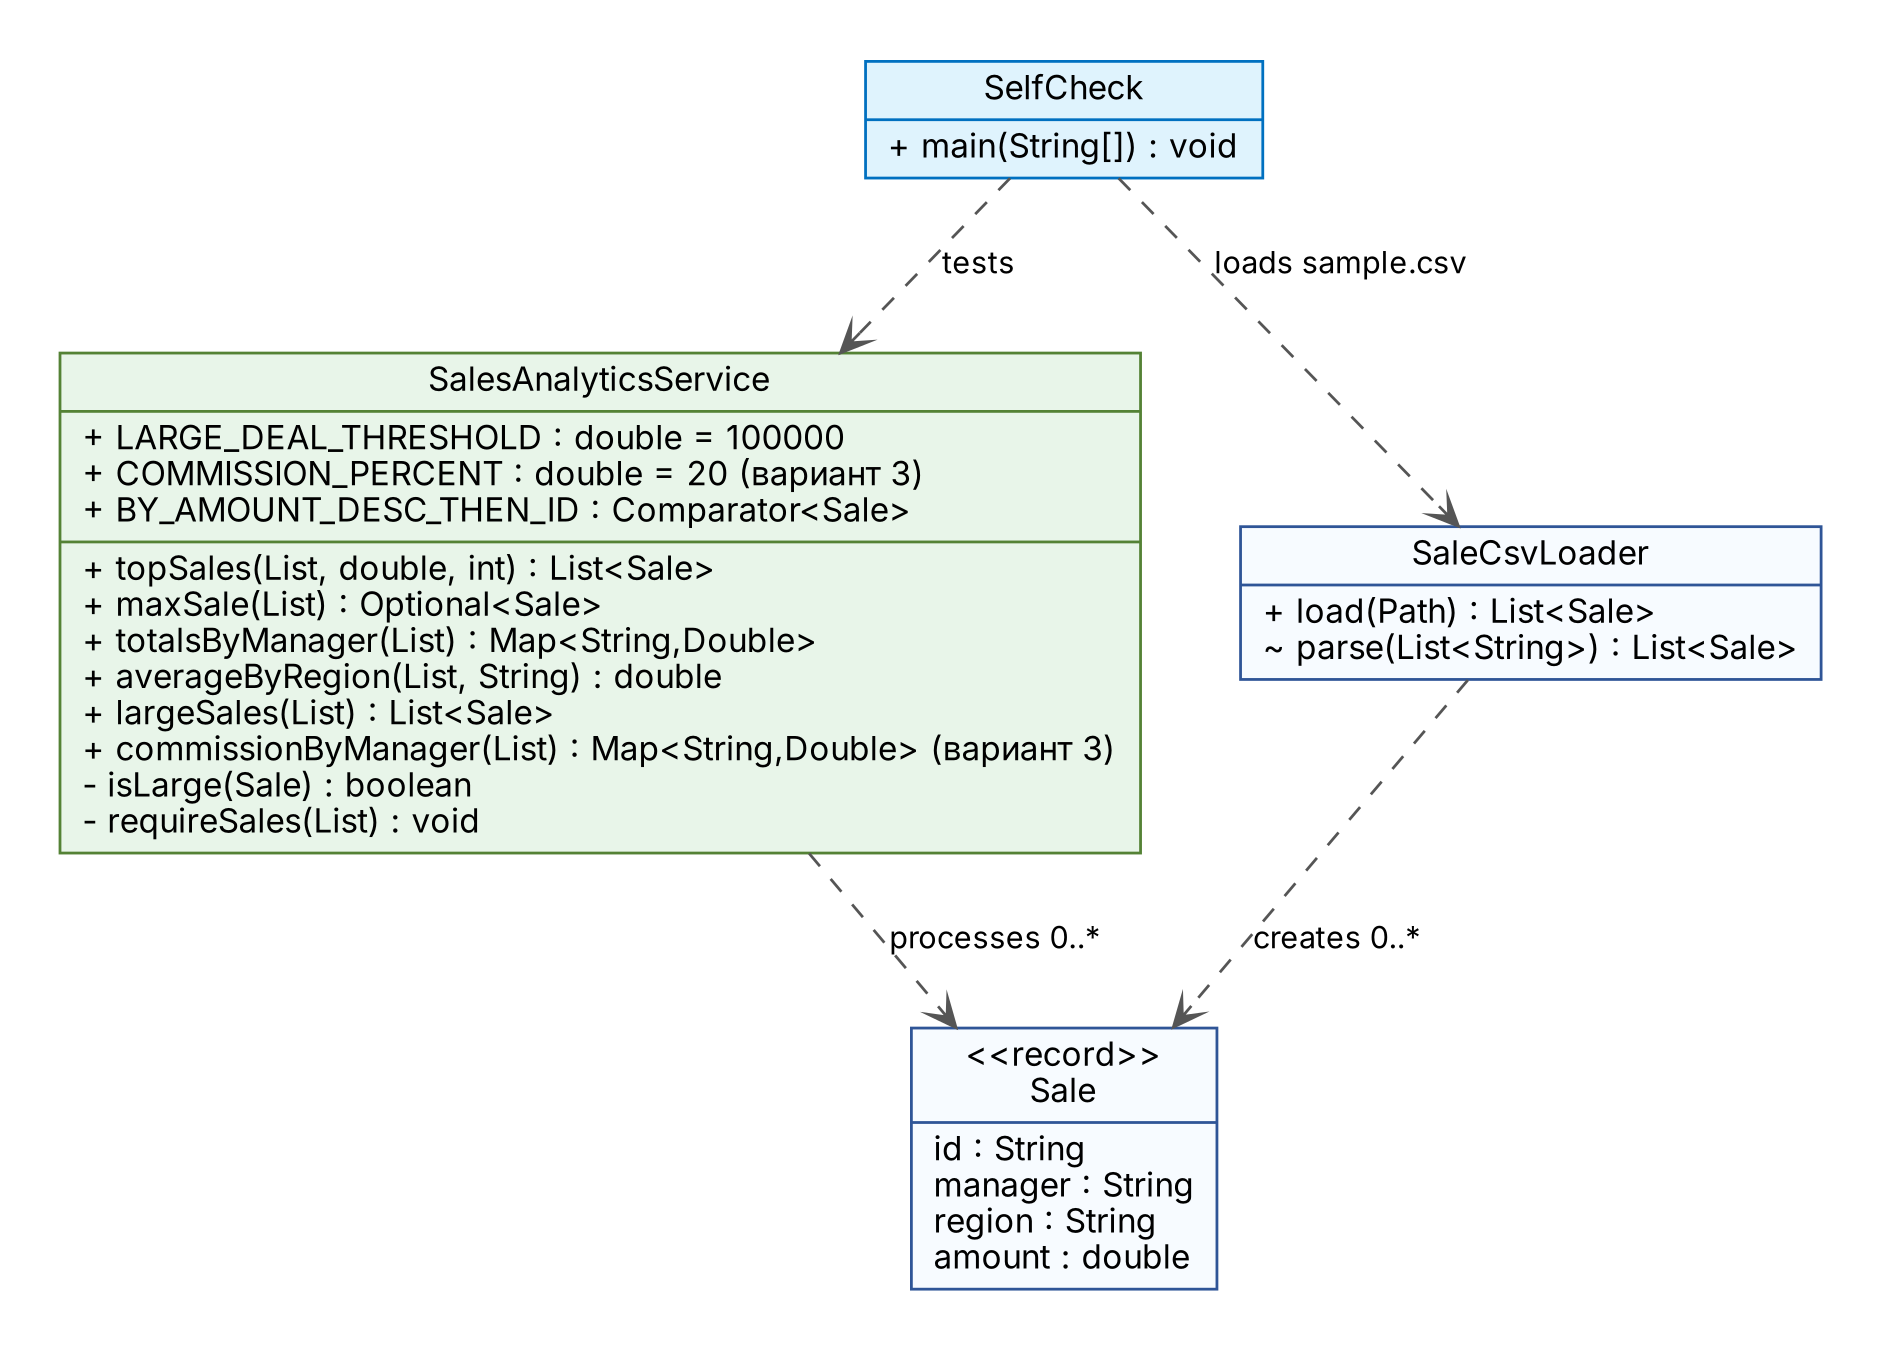 SelfCheck
+ main(String[]) : void
tests
loads sample.csv
SalesAnalyticsService
+ LARGE_DEAL_THRESHOLD : double = 100000
+ COMMISSION_PERCENT : double = 20 (вариант 3)
+ BY_AMOUNT_DESC_THEN_ID : Comparator<Sale>
+ topSales(List, double, int) : List<Sale>
+ maxSale(List) : Optional<Sale>
+ totalsByManager(List) : Map<String,Double>
+ averageByRegion(List, String) : double
+ largeSales(List) : List<Sale>
+ commissionByManager(List) : Map<String,Double> (вариант 3)
- isLarge(Sale) : boolean
- requireSales(List) : void
SaleCsvLoader
+ load(Path) : List<Sale>
~ parse(List<String>) : List<Sale>
processes 0..*
creates 0..*
<<record>>
Sale
id : String
manager : String
region : String
amount : double